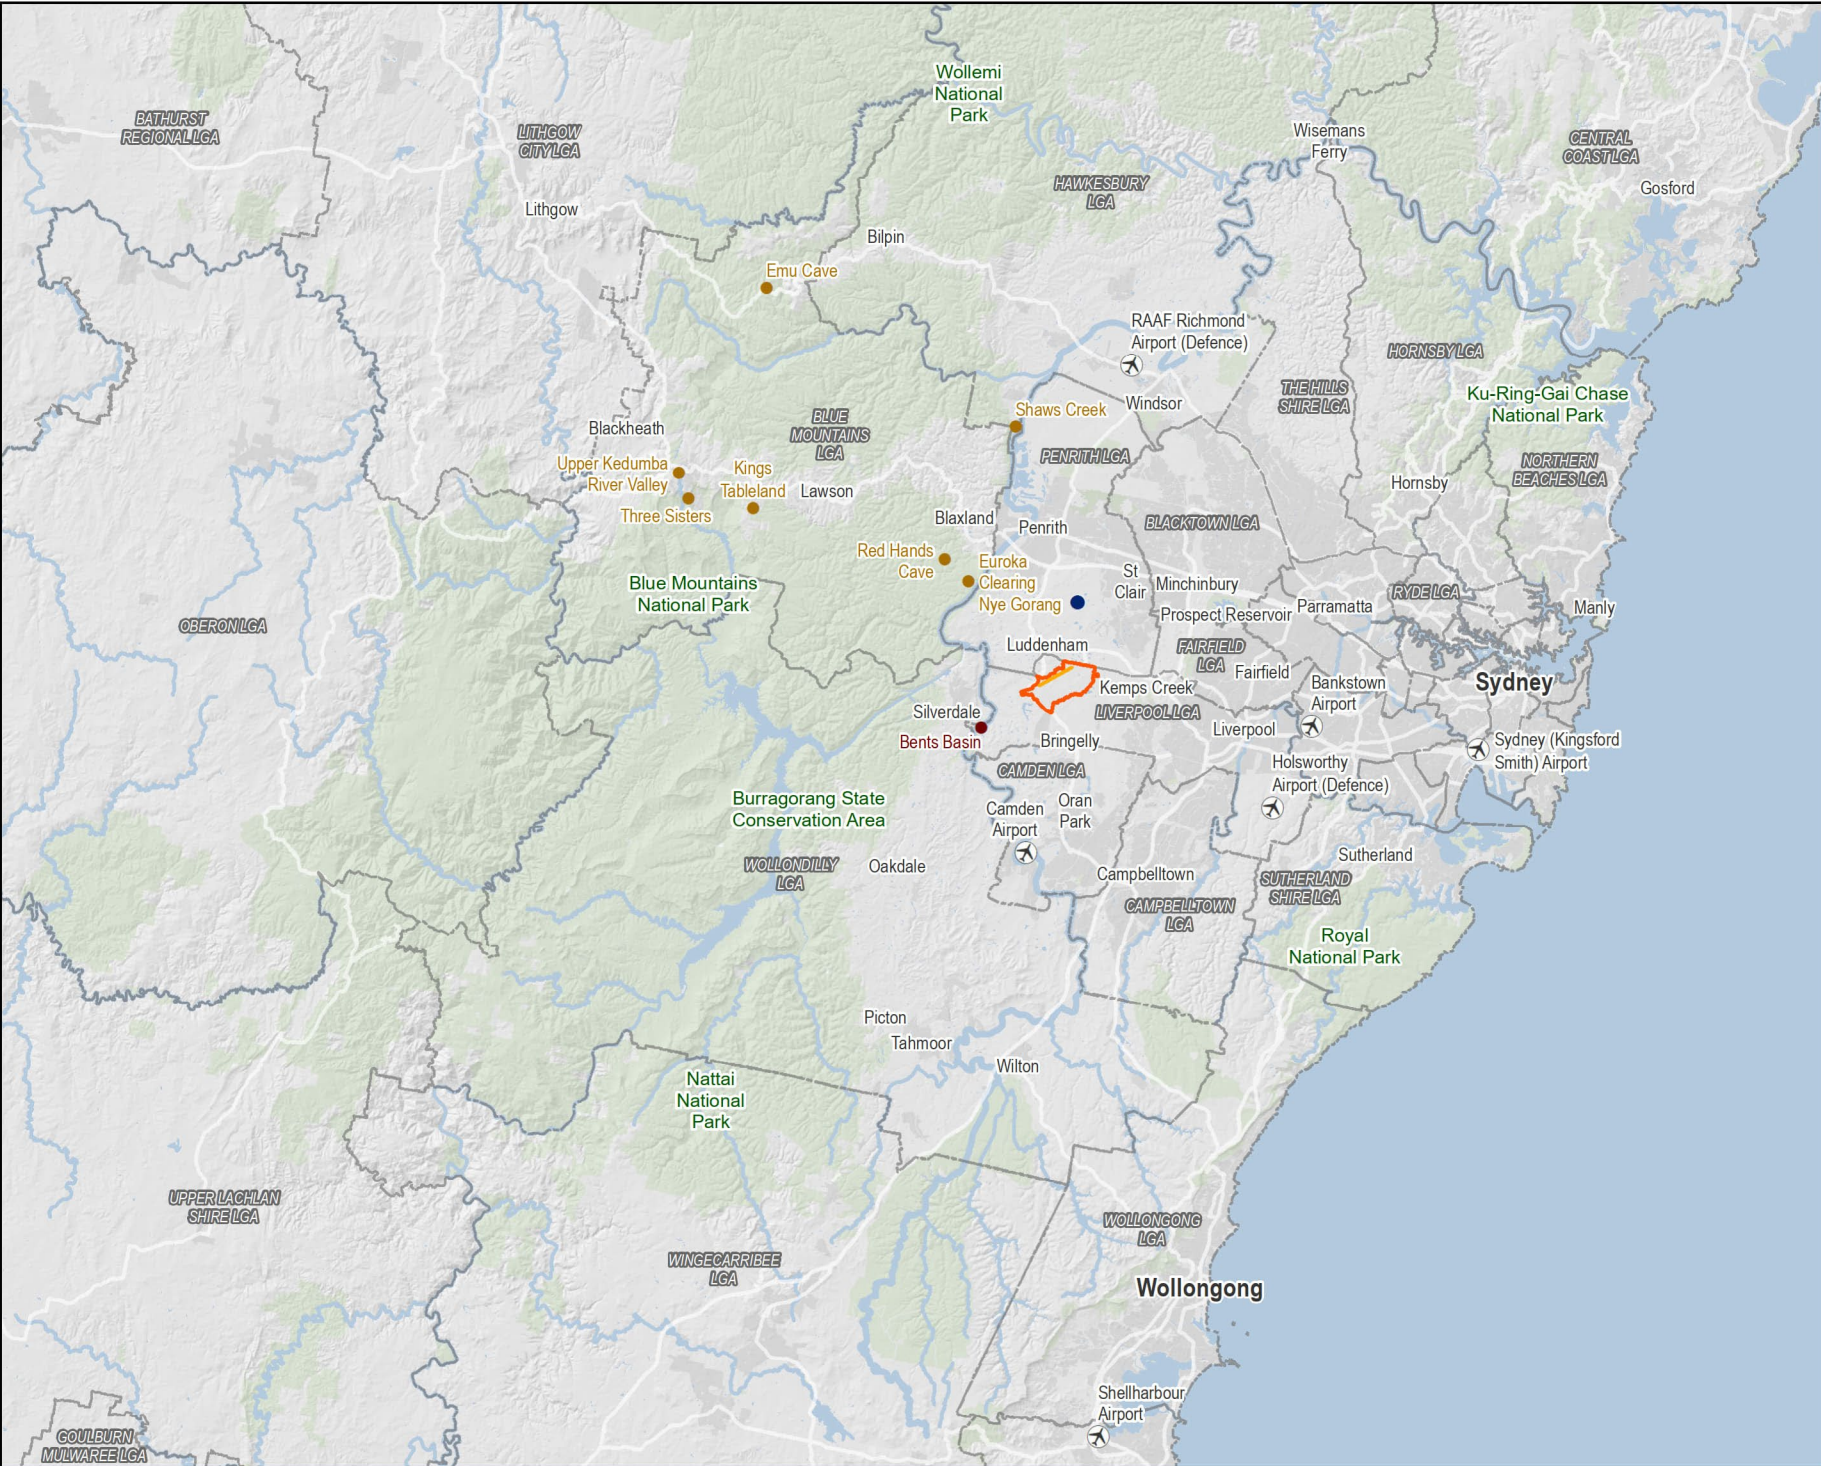 Wollemi
National
Park
BATHURST
REGIONAL LGA
LITHGOW
CITY LGA
Wisemans
Ferry
CENTRAL
COAST LGA
HAWKESBURY
LGA
Gosford
Lithgow
Bilpin
Emu Cave
RAAF Richmond
Airport (Defence)
HORNSBY LGA
THE HILLS
SHIRE LGA
Ku-Ring-Gai Chase
National Park
Shaws Creek
Windsor
BLUE
MOUNTAINS
LGA
Blackheath
PENRITH LGA
Upper Kedumba
River Valley
Kings
Tableland
Lawson
NORTHERN
BEACHES LGA
Hornsby
Three Sisters
Blaxland
Penrith
BLACKTOWN LGA
Red Hands
Cave
Euroka
Clearing
Nye Gorang
St
Clair
Minchinbury
Blue Mountains
National Park
RYDE LGA
Parramatta
Manly
Prospect Reservoir
OBERON LGA
Luddenham
FAIRFIELD
LGA
Fairfield
Bankstown
Airport
Sydney
Kemps Creek
LIVERPOOL LGA
Silverdale
Bents Basin
Bringelly
Liverpool
Sydney (Kingsford
Smith) Airport
Holsworthy
Airport (Defence)
CAMDEN LGA
Burragorang State
Conservation Area
Camden
Airport
Oran
Park
Sutherland
WOLLONDILLY
LGA
Oakdale
Campbelltown
SUTHERLAND
SHIRE LGA
CAMPBELLTOWN
LGA
Royal
National Park
Picton
Tahmoor
Wilton
Nattai
National
Park
UPPER LACHLAN
SHIRE LGA
WOLLONGONG
LGA
WINGECARRIBEE
LGA
Wollongong
Shellharbour
Airport
GOULBURN
MULWAREE LGA